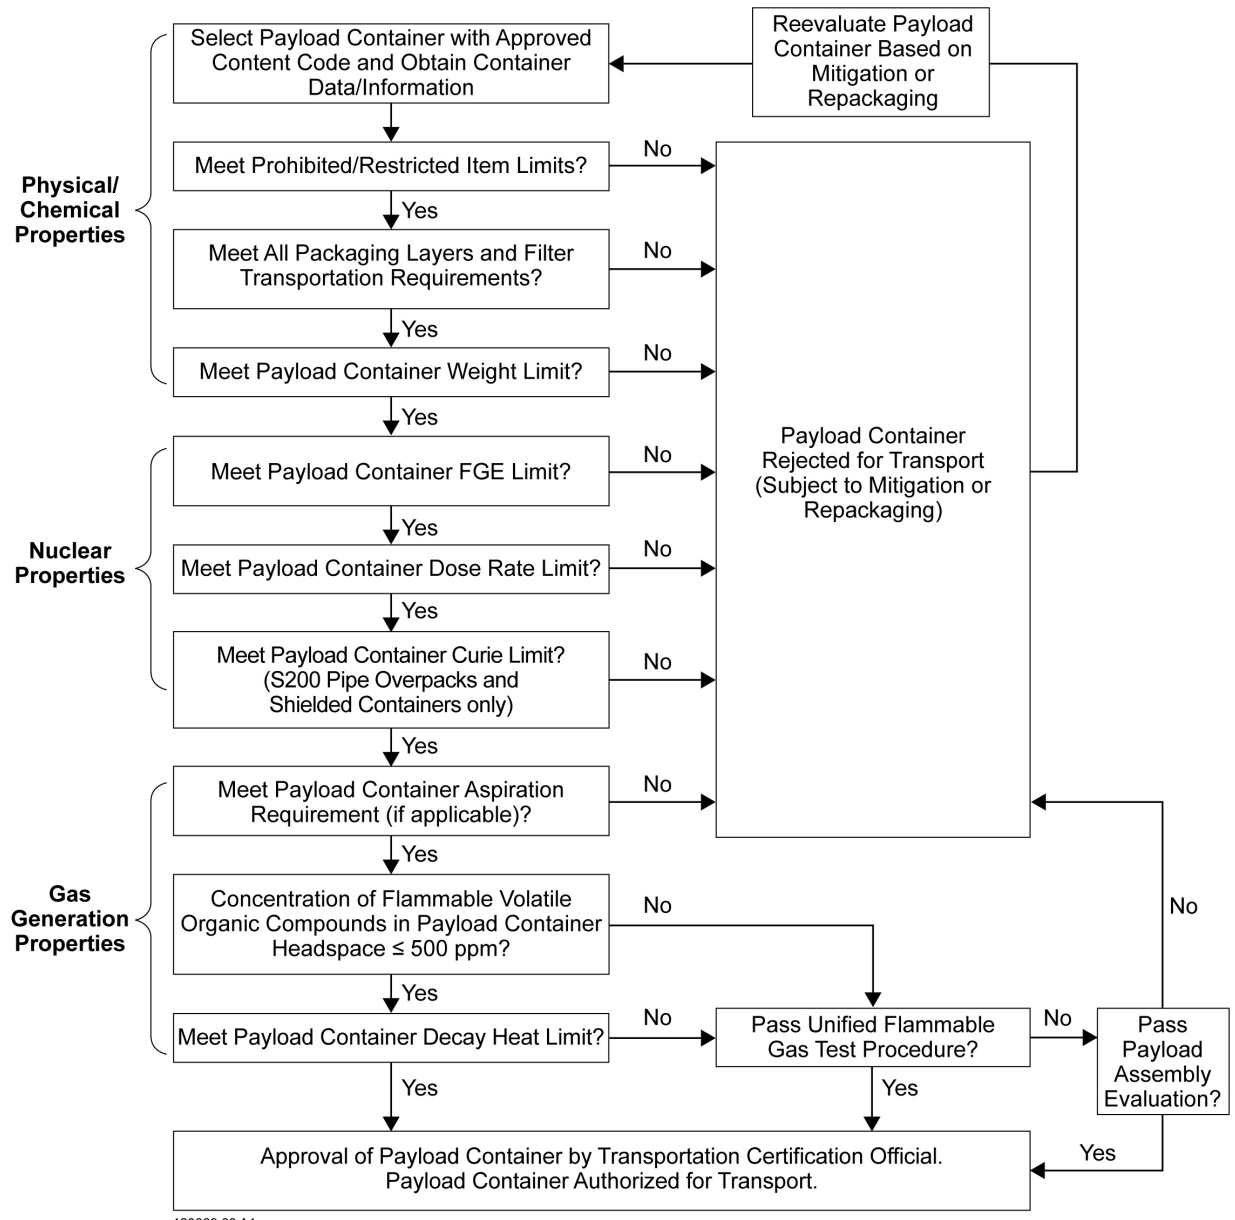 Select Payload Container with Approved
Content Code and Obtain Container
Data/Information
Reevaluate Payload
Container Based on
Mitigation or
Repackaging
Physical/
Chemical
Properties
Meet Prohibited/Restricted Item Limits?
No
Yes
Meet All Packaging Layers and Filter
Transportation Requirements?
No
Yes
Meet Payload Container Weight Limit?
No
Yes
Payload Container
Rejected for Transport
(Subject to Mitigation or
Repackaging)
Nuclear
Properties
Meet Payload Container FGE Limit?
No
Yes
Meet Payload Container Dose Rate Limit?
No
Yes
Meet Payload Container Curie Limit?
(S200 Pipe Overpacks and
Shielded Containers only)
No
Yes
Gas
Generation
Properties
Meet Payload Container Aspiration
Requirement (if applicable)?
No
Yes
Concentration of Flammable Volatile
Organic Compounds in Payload Container
Headspace ≤ 500 ppm?
No
Yes
Meet Payload Container Decay Heat Limit?
No
Yes
Pass Unified Flammable
Gas Test Procedure?
No
Yes
Pass
Payload
Assembly
Evaluation?
No
Yes
Approval of Payload Container by Transportation Certification Official.
Payload Container Authorized for Transport.